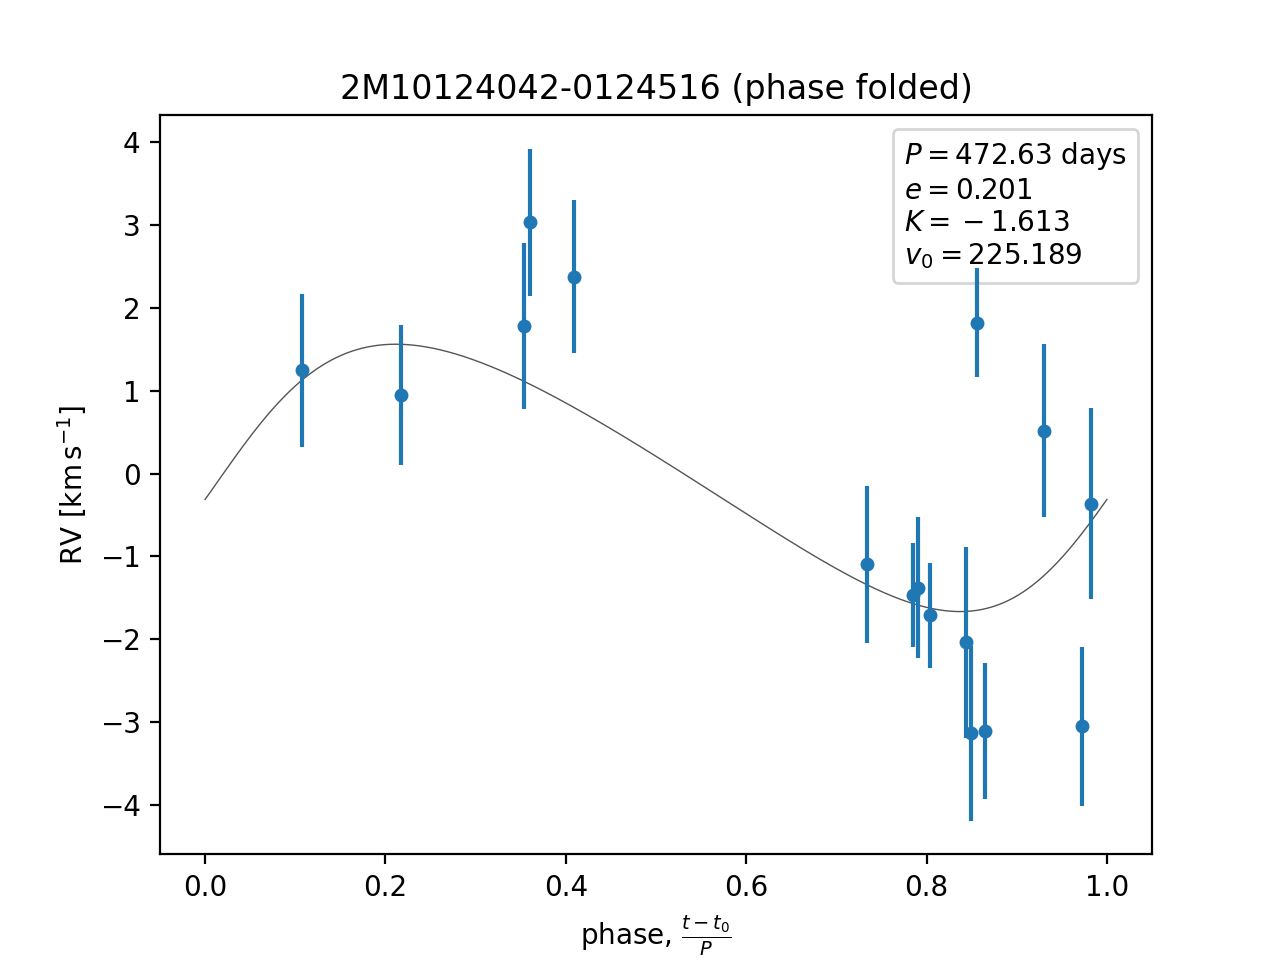 2M10124042-0124516 (phase folded)
P = 472.63 days
e = 0.201
K = −1.613
v₀ = 225.189
4
3
2
1
0
−1
−2
−3
−4
RV [km s⁻¹]
0.0 0.2 0.4 0.6 0.8 1.0
phase, (t − t₀)/P